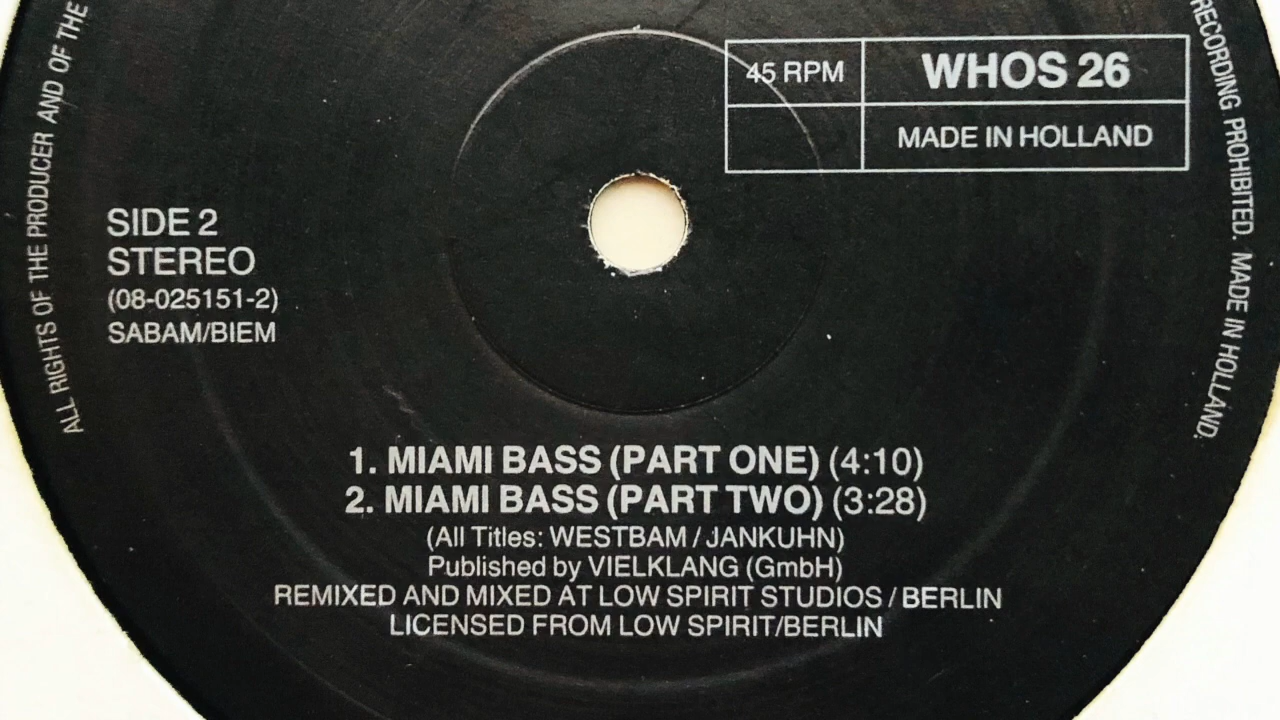 ALL RIGHTS OF THE PRODUCER AND OF THE
RECORDING PROHIBITED. MADE IN HOLLAND.
45 RPM
WHOS 26
MADE IN HOLLAND
SIDE 2
STEREO
(08-025151-2)
SABAM/BIEM
1. MIAMI BASS (PART ONE) (4:10)
2. MIAMI BASS (PART TWO) (3:28)
(All Titles: WESTBAM / JANKUHN)
Published by VIELKLANG (GmbH)
REMIXED AND MIXED AT LOW SPIRIT STUDIOS / BERLIN
LICENSED FROM LOW SPIRIT/BERLIN